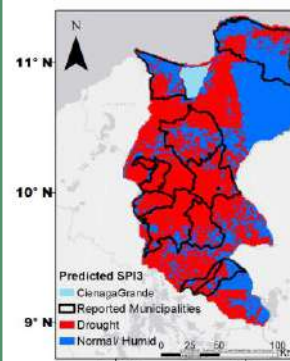 N
11° N
10° N
9° N
Predicted SPI3
CienagaGrande
Reported Municipalities
Drought
Normal/ Humid
0 25 50 100